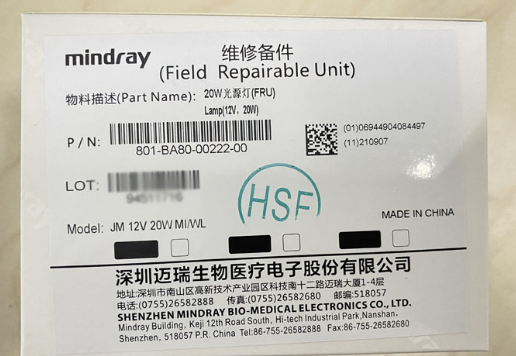 mindray
维修备件
(Field Repairable Unit)
物料描述(Part Name): 20W光源灯(FRU)
Lamp(12V、20W)
P / N:
801-BA80-00222-00
(01)06944904084497
(11)210907
LOT:
HSF
Model: JM 12V 20W MI/WL
MADE IN CHINA
深圳迈瑞生物医疗电子股份有限公司
地址:深圳市南山区高新技术产业园区科技南十二路迈瑞大厦1-4层
电话:(0755)26582888 传真:(0755)26582680 邮编:518057
SHENZHEN MINDRAY BIO-MEDICAL ELECTRONICS CO., LTD.
Mindray Building, Keji 12th Road South, Hi-tech Industrial Park,Nanshan,
Shenzhen, 518057 P.R. China Tel:86-755-26582888 Fax:86-755-26582680